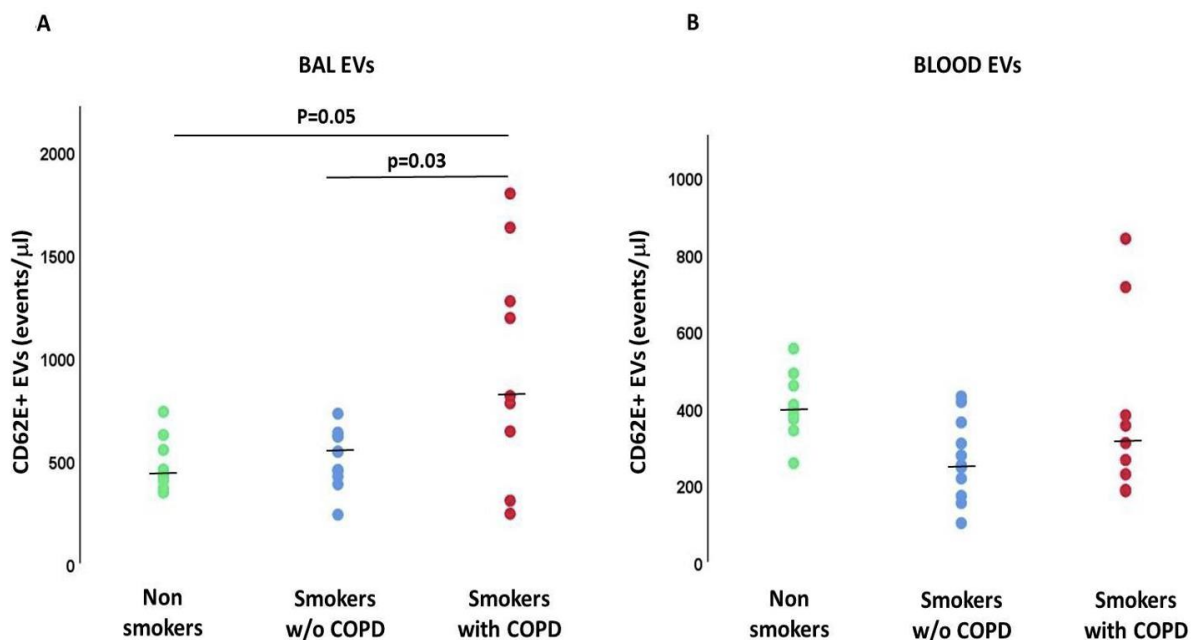 A
BAL EVs
P=0.05
p=0.03
2000
1500
1000
500
0
CD62E+ EVs (events/μl)
Non
smokers
Smokers
w/o COPD
Smokers
with COPD
B
BLOOD EVs
1000
800
600
400
200
0
CD62E+ EVs (events/μl)
Non
smokers
Smokers
w/o COPD
Smokers
with COPD